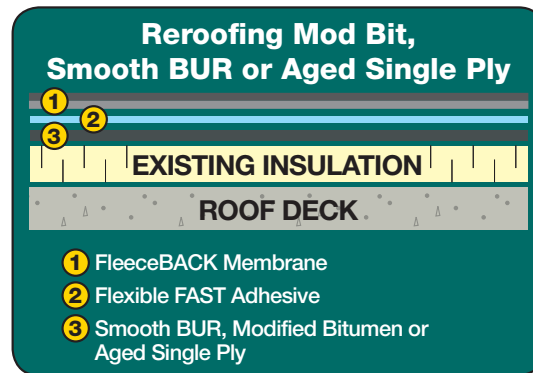 Reroofing Mod Bit,
Smooth BUR or Aged Single Ply
1
2
3
EXISTING INSULATION
ROOF DECK
1 FleeceBACK Membrane
2 Flexible FAST Adhesive
3 Smooth BUR, Modified Bitumen or
Aged Single Ply